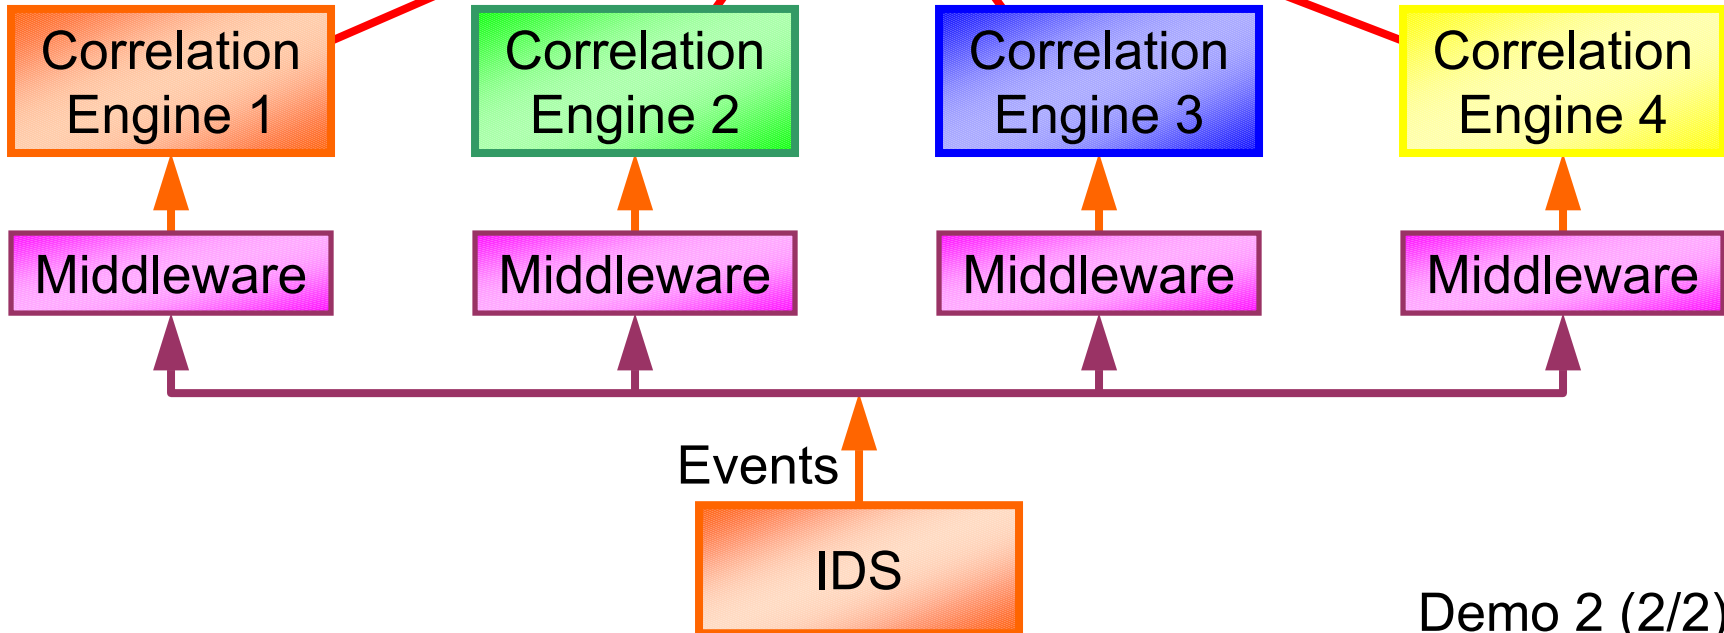 Correlation
Engine 1
Correlation
Engine 2
Correlation
Engine 3
Correlation
Engine 4
Middleware
Middleware
Middleware
Middleware
Events
IDS
Demo 2 (2/2)